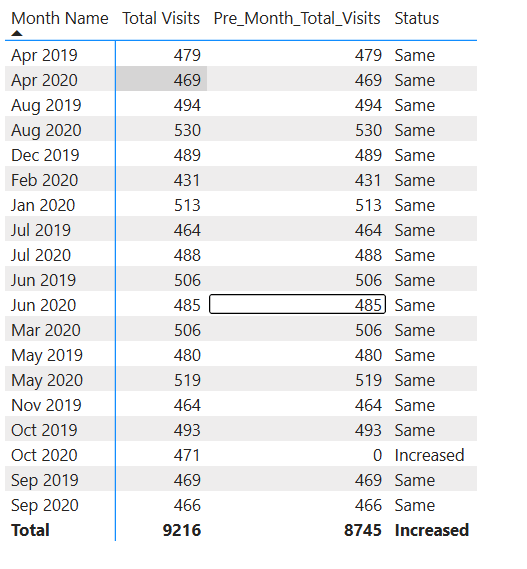 Month Name Total Visits Pre_Month_Total_Visits Status
Apr 2019 479 479 Same
Apr 2020 469 469 Same
Aug 2019 494 494 Same
Aug 2020 530 530 Same
Dec 2019 489 489 Same
Feb 2020 431 431 Same
Jan 2020 513 513 Same
Jul 2019 464 464 Same
Jul 2020 488 488 Same
Jun 2019 506 506 Same
Jun 2020 485 485 Same
Mar 2020 506 506 Same
May 2019 480 480 Same
May 2020 519 519 Same
Nov 2019 464 464 Same
Oct 2019 493 493 Same
Oct 2020 471 0 Increased
Sep 2019 469 469 Same
Sep 2020 466 466 Same
Total 9216 8745 Increased